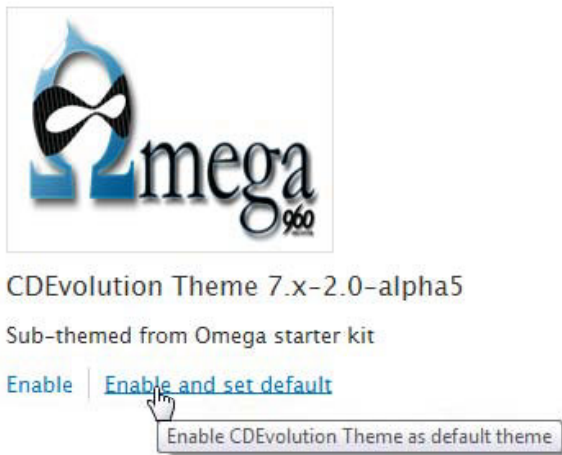 Ωmega
960
CDEvolution Theme 7.x-2.0-alpha5
Sub-themed from Omega starter kit
Enable
Enable and set default
Enable CDEvolution Theme as default theme